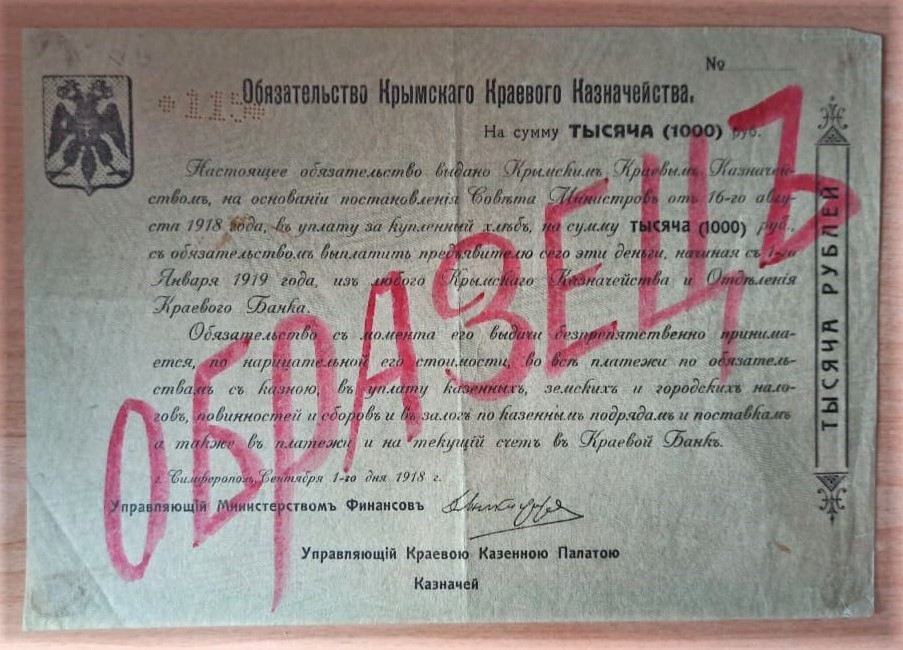 №
*115*
Обязательство Крымскаго Краевого Казначейства.
На сумму ТЫСЯЧА (1000) руб.
Настоящее обязательство выдано Крымскимъ Краевымъ Казначей-
ствомъ, на основаніи постановленія Совѣта Министровъ отъ 16-го авгу-
ста 1918 года, въ уплату за купленный хлѣбъ, на сумму ТЫСЯЧА (1000) руб.,
съ обязательствомъ выплатить предъявителю сего эти деньги, начиная съ 1-го
Января 1919 года, изъ любого Крымскаго Казначейства и Отдѣленія
Краевого Банка.
Обязательство съ момента его выдачи безпрепятственно принима-
ется, по нарицательной его стоимости, во всѣ платежи по обязатель-
ствамъ съ казною, въ уплату казенныхъ, земскихъ и городскихъ нало-
говъ, повинностей и сборовъ и въ залогъ по казеннымъ подрядамъ и поставкамъ
а также въ платежи и на текущій счетъ въ Краевой Банкъ.
г. Симферополь, Сентября 1-го дня 1918 г.
Управляющій Министерствомъ Финансовъ
Управляющій Краевою Казенною Палатою
Казначей
ТЫСЯЧА РУБЛЕЙ
ОБРАЗЕЦЪ